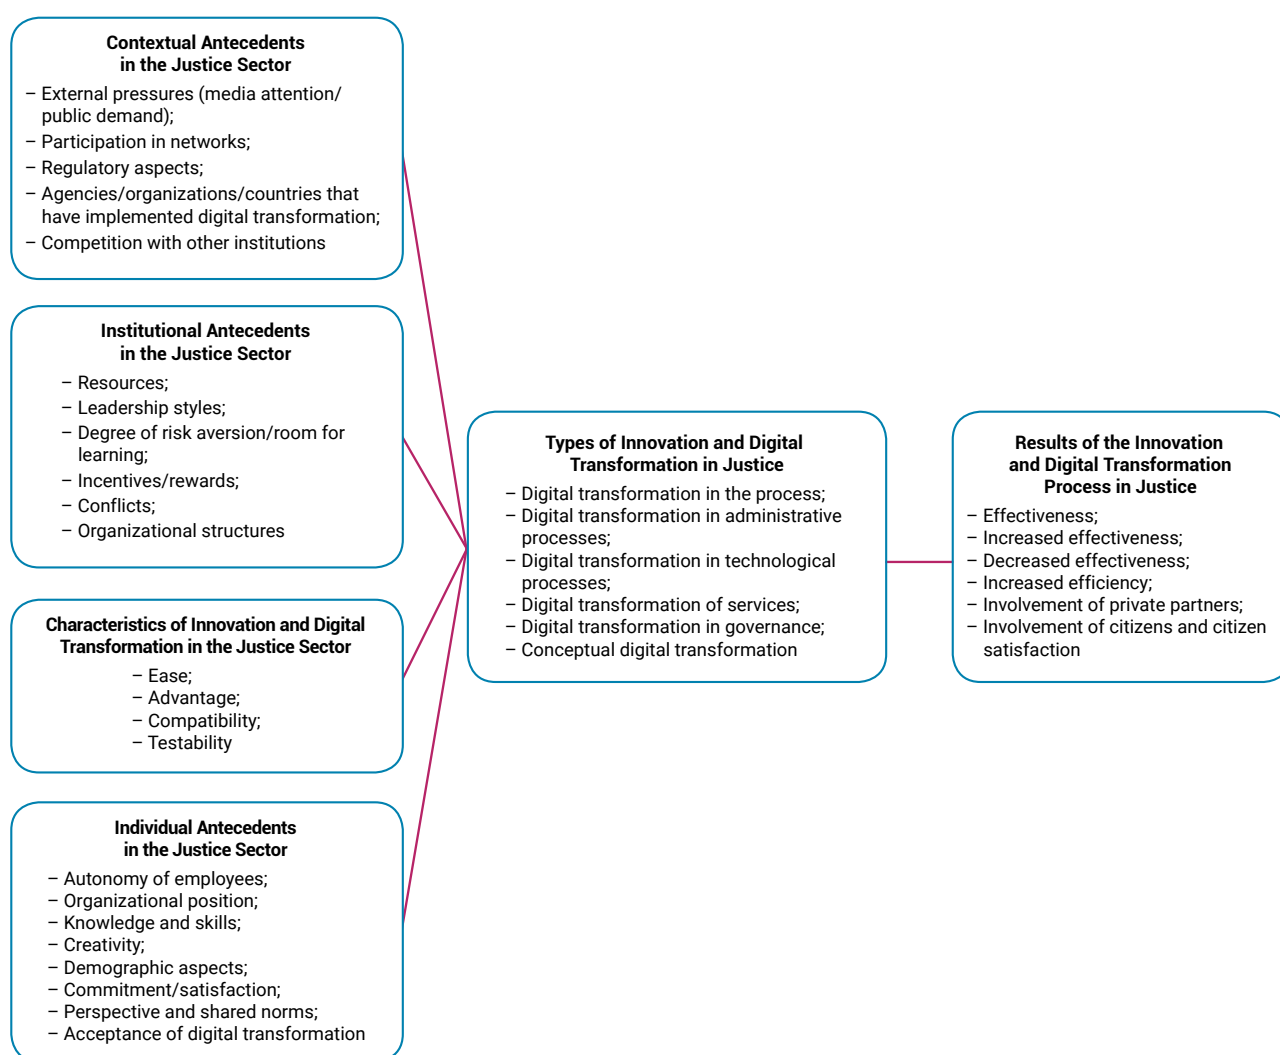 Contextual Antecedents
in the Justice Sector
– External pressures (media attention/
public demand);
– Participation in networks;
– Regulatory aspects;
– Agencies/organizations/countries that
have implemented digital transformation;
– Competition with other institutions
Institutional Antecedents
in the Justice Sector
– Resources;
– Leadership styles;
– Degree of risk aversion/room for
learning;
– Incentives/rewards;
– Conflicts;
– Organizational structures
Characteristics of Innovation and Digital
Transformation in the Justice Sector
– Ease;
– Advantage;
– Compatibility;
– Testability
Individual Antecedents
in the Justice Sector
– Autonomy of employees;
– Organizational position;
– Knowledge and skills;
– Creativity;
– Demographic aspects;
– Commitment/satisfaction;
– Perspective and shared norms;
– Acceptance of digital transformation
Types of Innovation and Digital
Transformation in Justice
– Digital transformation in the process;
– Digital transformation in administrative
processes;
– Digital transformation in technological
processes;
– Digital transformation of services;
– Digital transformation in governance;
– Conceptual digital transformation
Results of the Innovation
and Digital Transformation
Process in Justice
– Effectiveness;
– Increased effectiveness;
– Decreased effectiveness;
– Increased efficiency;
– Involvement of private partners;
– Involvement of citizens and citizen
satisfaction